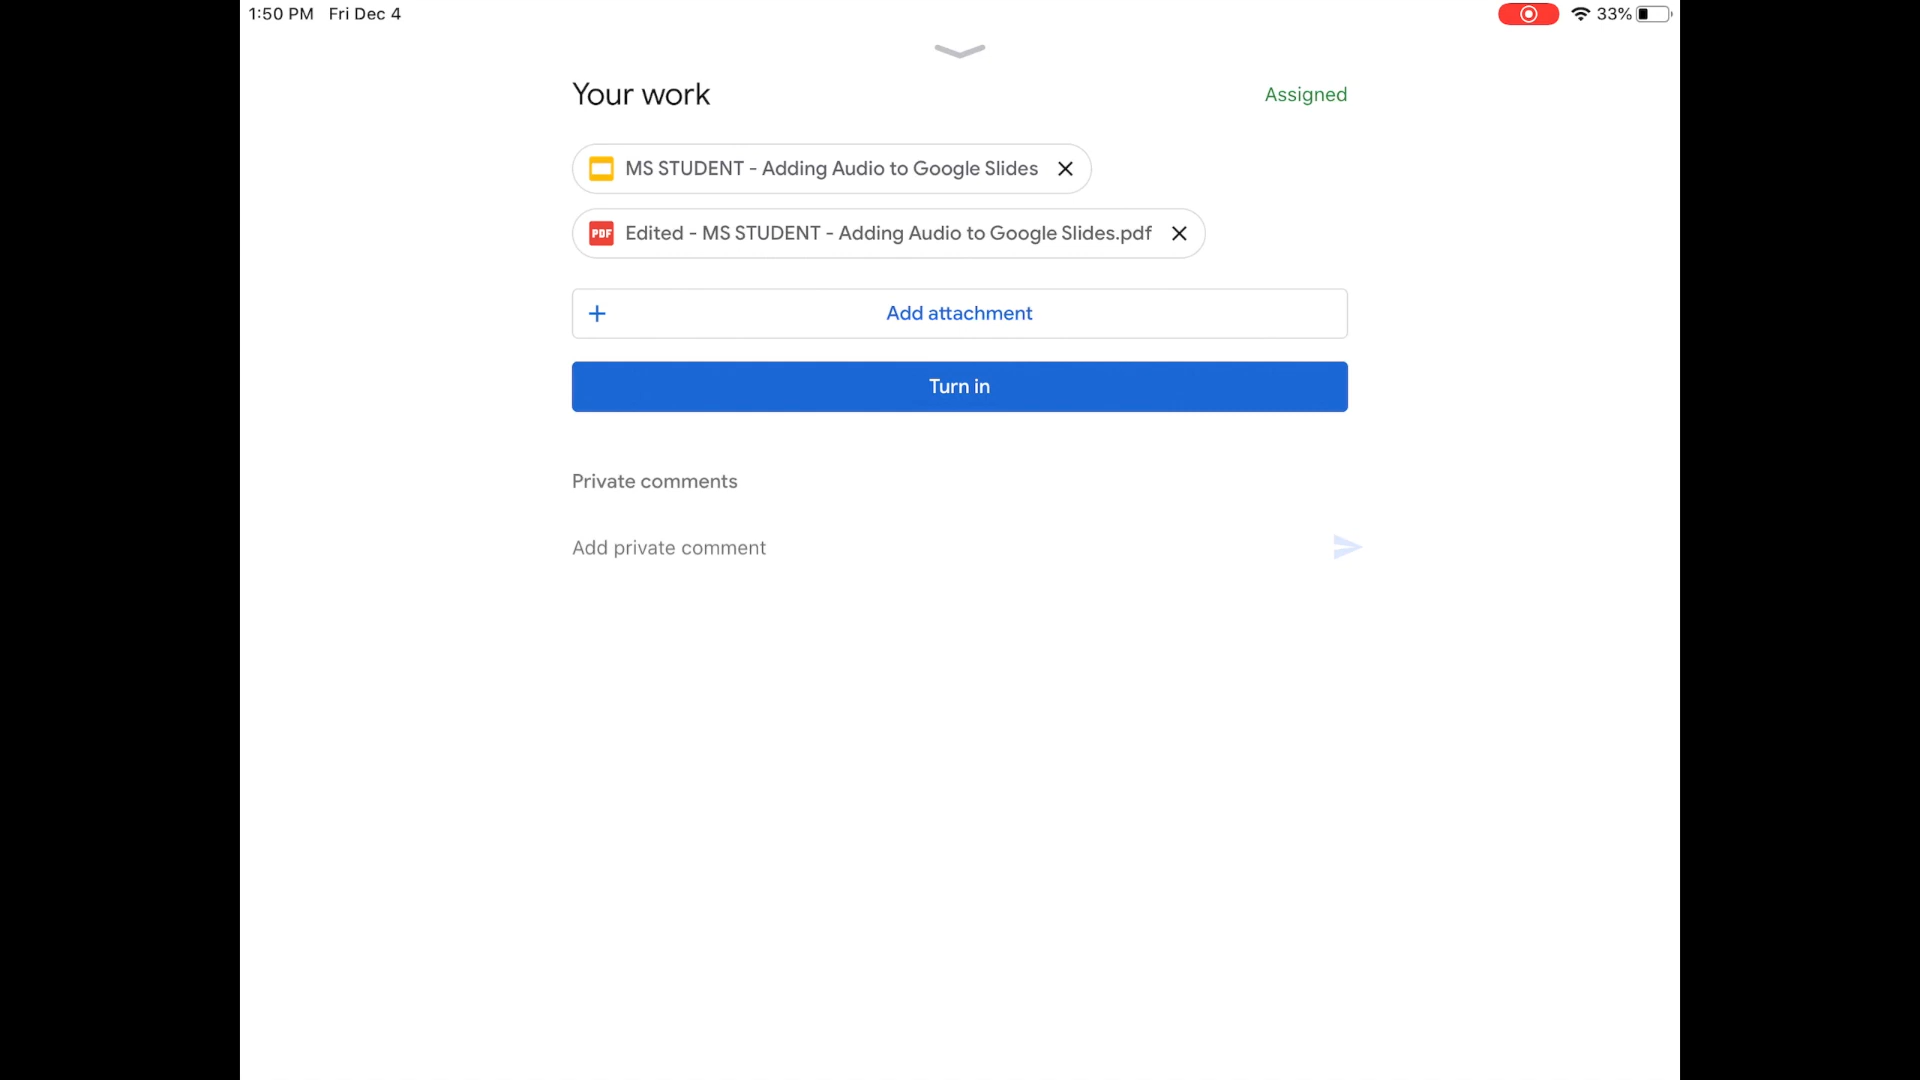 1:50 PM Fri Dec 4 33%
Your work Assigned
MS STUDENT - Adding Audio to Google Slides
PDF Edited - MS STUDENT - Adding Audio to Google Slides.pdf
Add attachment
Turn in
Private comments
Add private comment